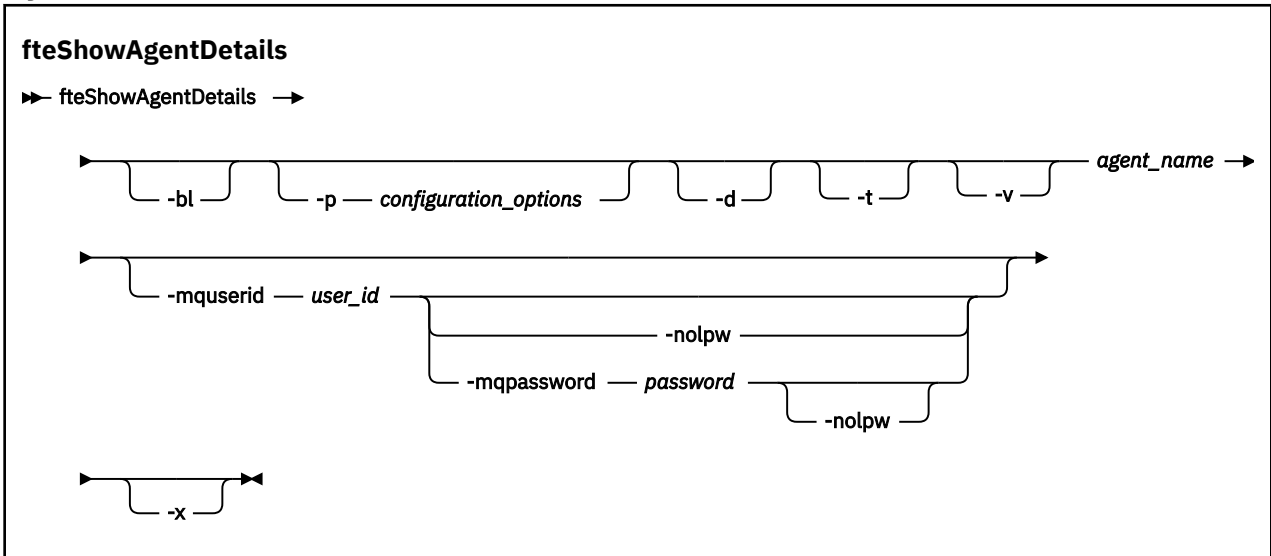 fteShowAgentDetails
fteShowAgentDetails
-bl -p configuration_options -d -t -v agent_name
-mquserid user_id
-nolpw
-mqpassword password
-nolpw
-x